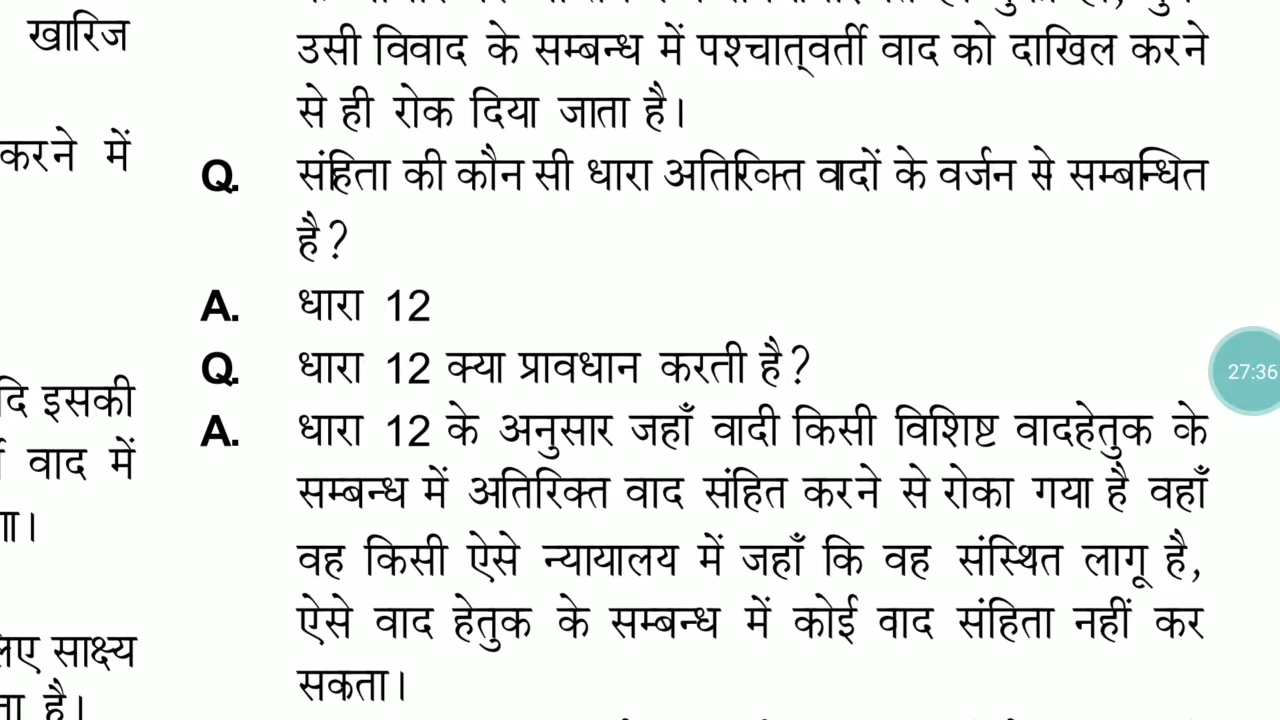 खारिज
करने में
दि इसकी
वाद में
ा।
लिए साक्ष्य
ता है।
उसी विवाद के सम्बन्ध में पश्चात्वर्ती वाद को दाखिल करने
से ही रोक दिया जाता है।
Q. संहिता की कौन सी धारा अतिरिक्त वादों के वर्जन से सम्बन्धित
है?
A. धारा 12
Q. धारा 12 क्या प्रावधान करती है?
A. धारा 12 के अनुसार जहाँ वादी किसी विशिष्ट वादहेतुक के
सम्बन्ध में अतिरिक्त वाद संहित करने से रोका गया है वहाँ
वह किसी ऐसे न्यायालय में जहाँ कि वह संस्थित लागू है,
ऐसे वाद हेतुक के सम्बन्ध में कोई वाद संहिता नहीं कर
सकता।
27:36